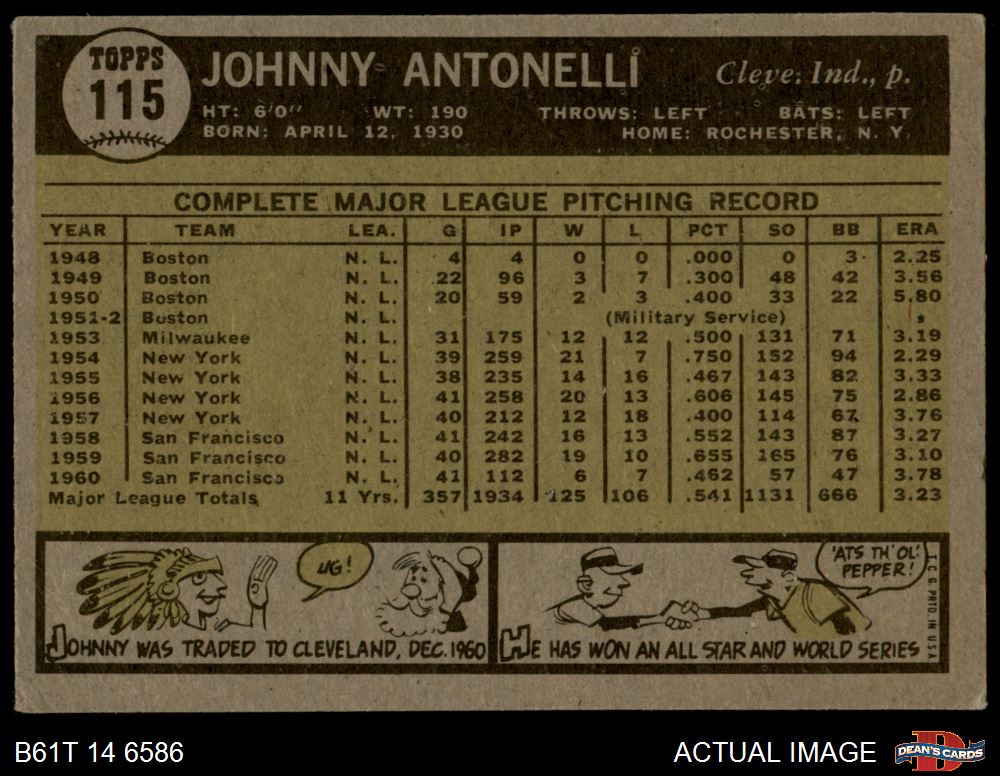 TOPPS
115
JOHNNY ANTONELLI Cleve. Ind., p.
HT: 6'0" WT: 190 THROWS: LEFT BATS: LEFT
BORN: APRIL 12, 1930 HOME: ROCHESTER, N. Y.
COMPLETE MAJOR LEAGUE PITCHING RECORD
YEAR TEAM LEA. G IP W L PCT SO BB ERA
1948 Boston N. L. 4 4 0 0 .000 0 3 2.25
1949 Boston N. L. 22 96 3 7 .300 48 42 3.56
1950 Boston N. L. 20 59 2 3 .400 33 22 5.80
1951-2 Boston N. L. (Military Service)
1953 Milwaukee N. L. 31 175 12 12 .500 131 71 3.19
1954 New York N. L. 39 259 21 7 .750 152 94 2.29
1955 New York N. L. 38 235 14 16 .467 143 82 3.33
1956 New York N. L. 41 258 20 13 .606 145 75 2.86
1957 New York N. L. 40 212 12 18 .400 114 67 3.76
1958 San Francisco N. L. 41 242 16 13 .552 143 87 3.27
1959 San Francisco N. L. 40 282 19 10 .655 165 76 3.10
1960 San Francisco N. L. 41 112 6 7 .462 57 47 3.78
Major League Totals 11 Yrs. 357 1934 125 106 .541 1131 666 3.23
UG!
JOHNNY WAS TRADED TO CLEVELAND, DEC. 1960
'ATS TH' OL'
PEPPER!
HE HAS WON AN ALL STAR AND WORLD SERIES
T. C. G. PRTD. IN U.S.A.
B61T 14 6586
ACTUAL IMAGE
DEAN'S CARDS